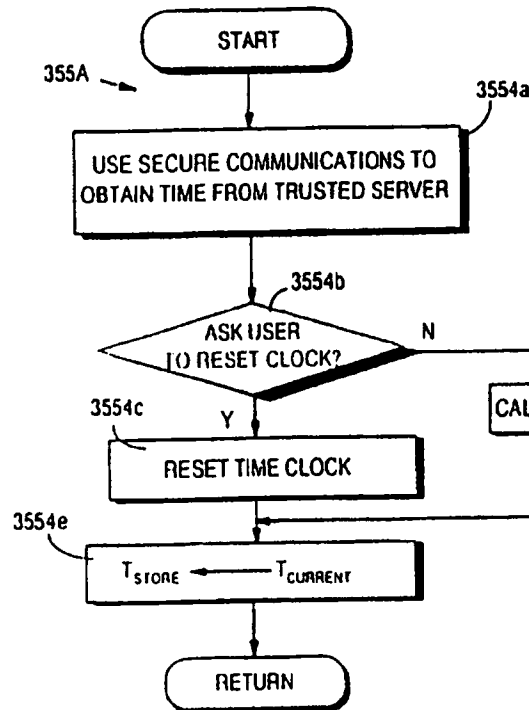 START
355A
3554a
USE SECURE COMMUNICATIONS TO
OBTAIN TIME FROM TRUSTED SERVER
3554b
ASK USER
TO RESET CLOCK?
N
Y
CAL
3554c
RESET TIME CLOCK
3554e
T_STORE ← T_CURRENT
RETURN